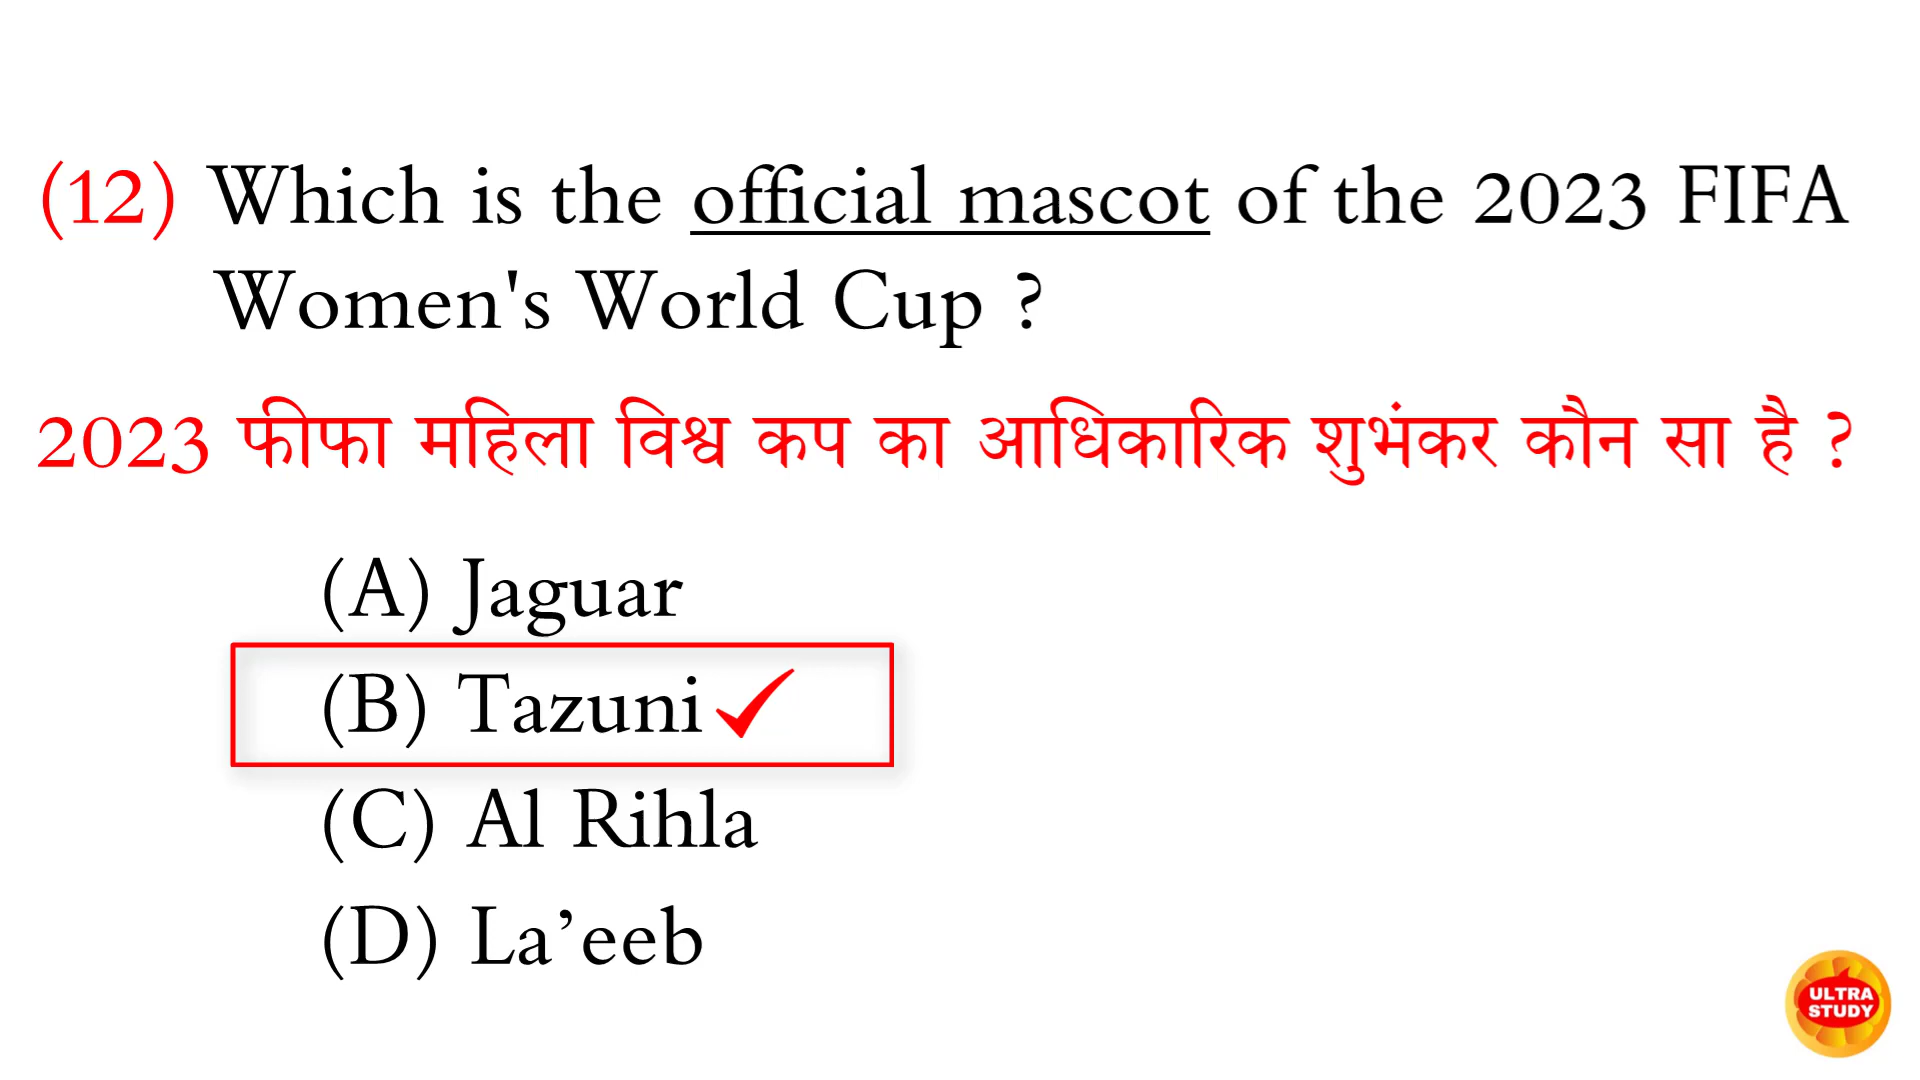 (12) Which is the official mascot of the 2023 FIFA
Women's World Cup ?
2023 फीफा महिला विश्व कप का आधिकारिक शुभंकर कौन सा है ?
(A) Jaguar
(B) Tazuni✓
(C) Al Rihla
(D) La’eeb
ULTRA
STUDY